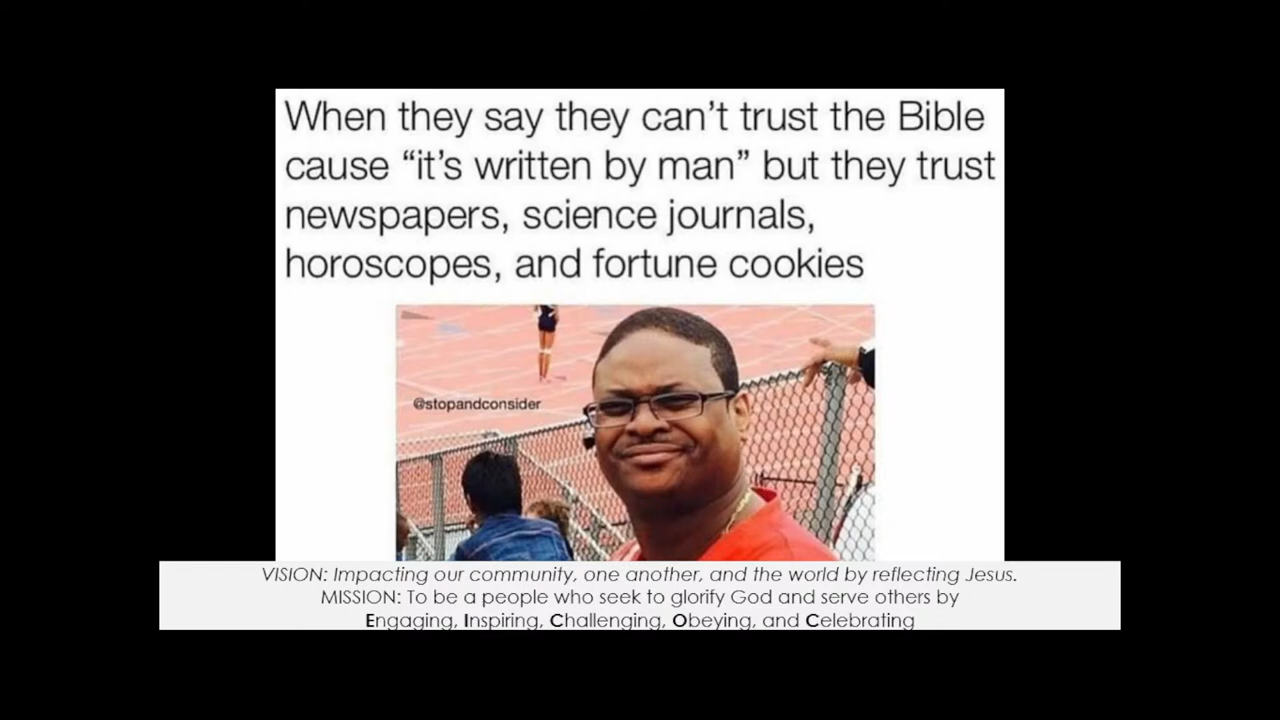 When they say they can't trust the Bible
cause “it's written by man” but they trust
newspapers, science journals,
horoscopes, and fortune cookies
@stopandconsider
VISION: Impacting our community, one another, and the world by reflecting Jesus.
MISSION: To be a people who seek to glorify God and serve others by
Engaging, Inspiring, Challenging, Obeying, and Celebrating